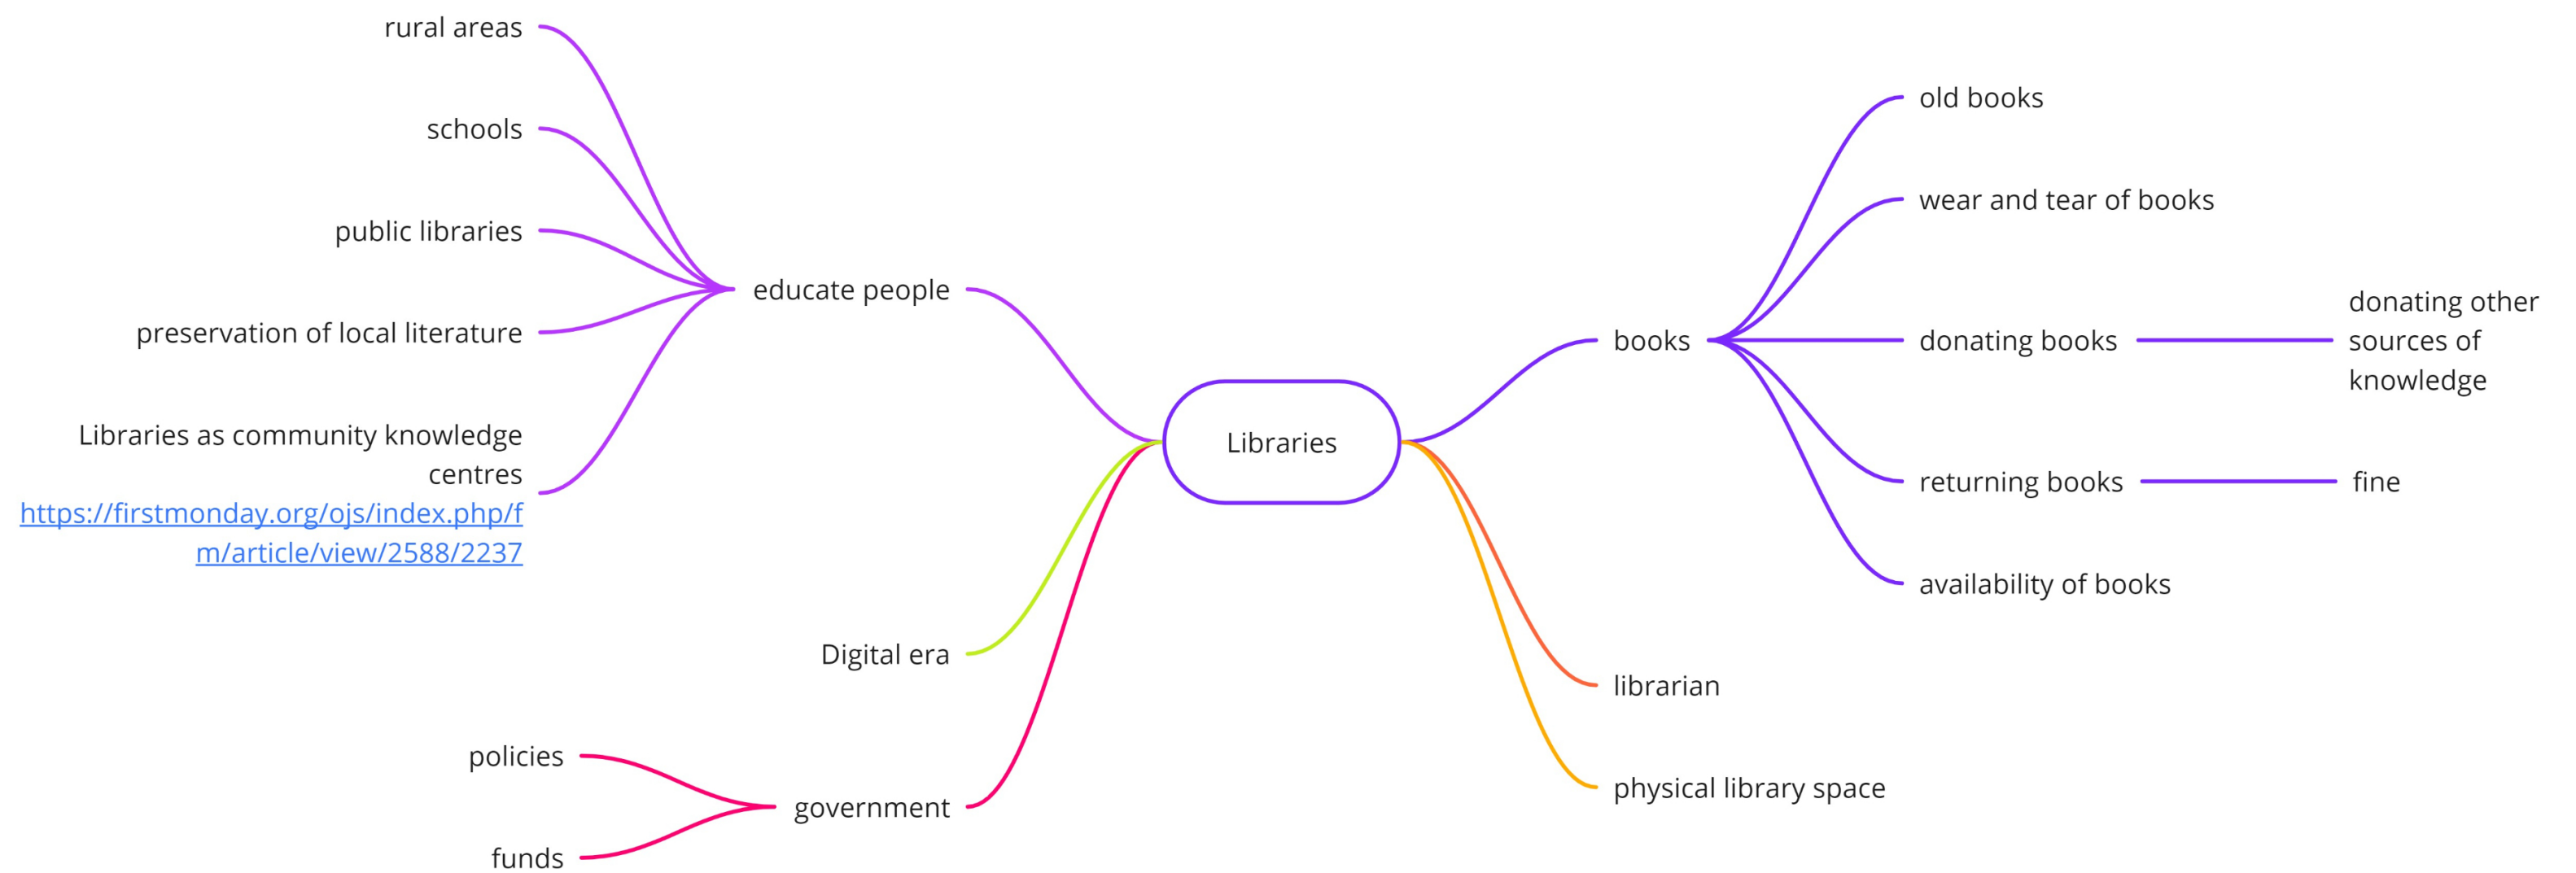 rural areas
schools
public libraries
preservation of local literature
Libraries as community knowledge
centres
https://firstmonday.org/ojs/index.php/f
m/article/view/2588/2237
educate people
Digital era
policies
funds
government
Libraries
books
old books
wear and tear of books
donating books
donating other
sources of
knowledge
returning books
fine
availability of books
librarian
physical library space